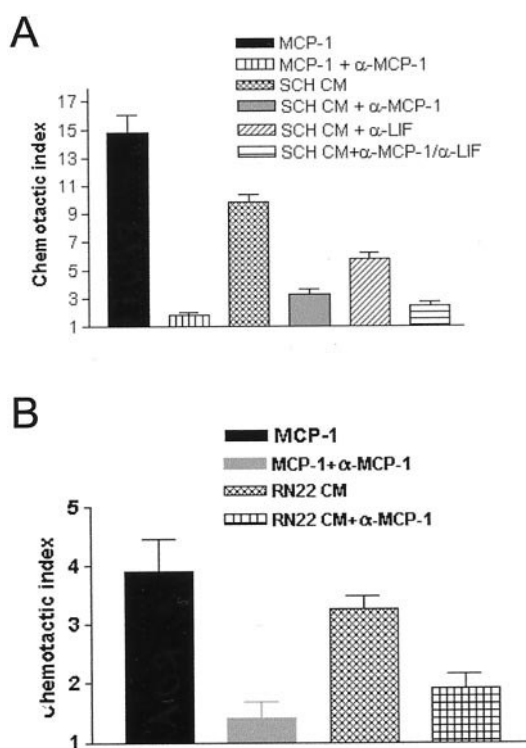 A
MCP-1
MCP-1 + α-MCP-1
SCH CM
SCH CM + α-MCP-1
SCH CM + α-LIF
SCH CM+α-MCP-1/α-LIF
Chemotactic index
17
15
13
11
9
7
5
3
1
B
MCP-1
MCP-1+α-MCP-1
RN22 CM
RN22 CM+α-MCP-1
Chemotactic index
5
4
3
2
1